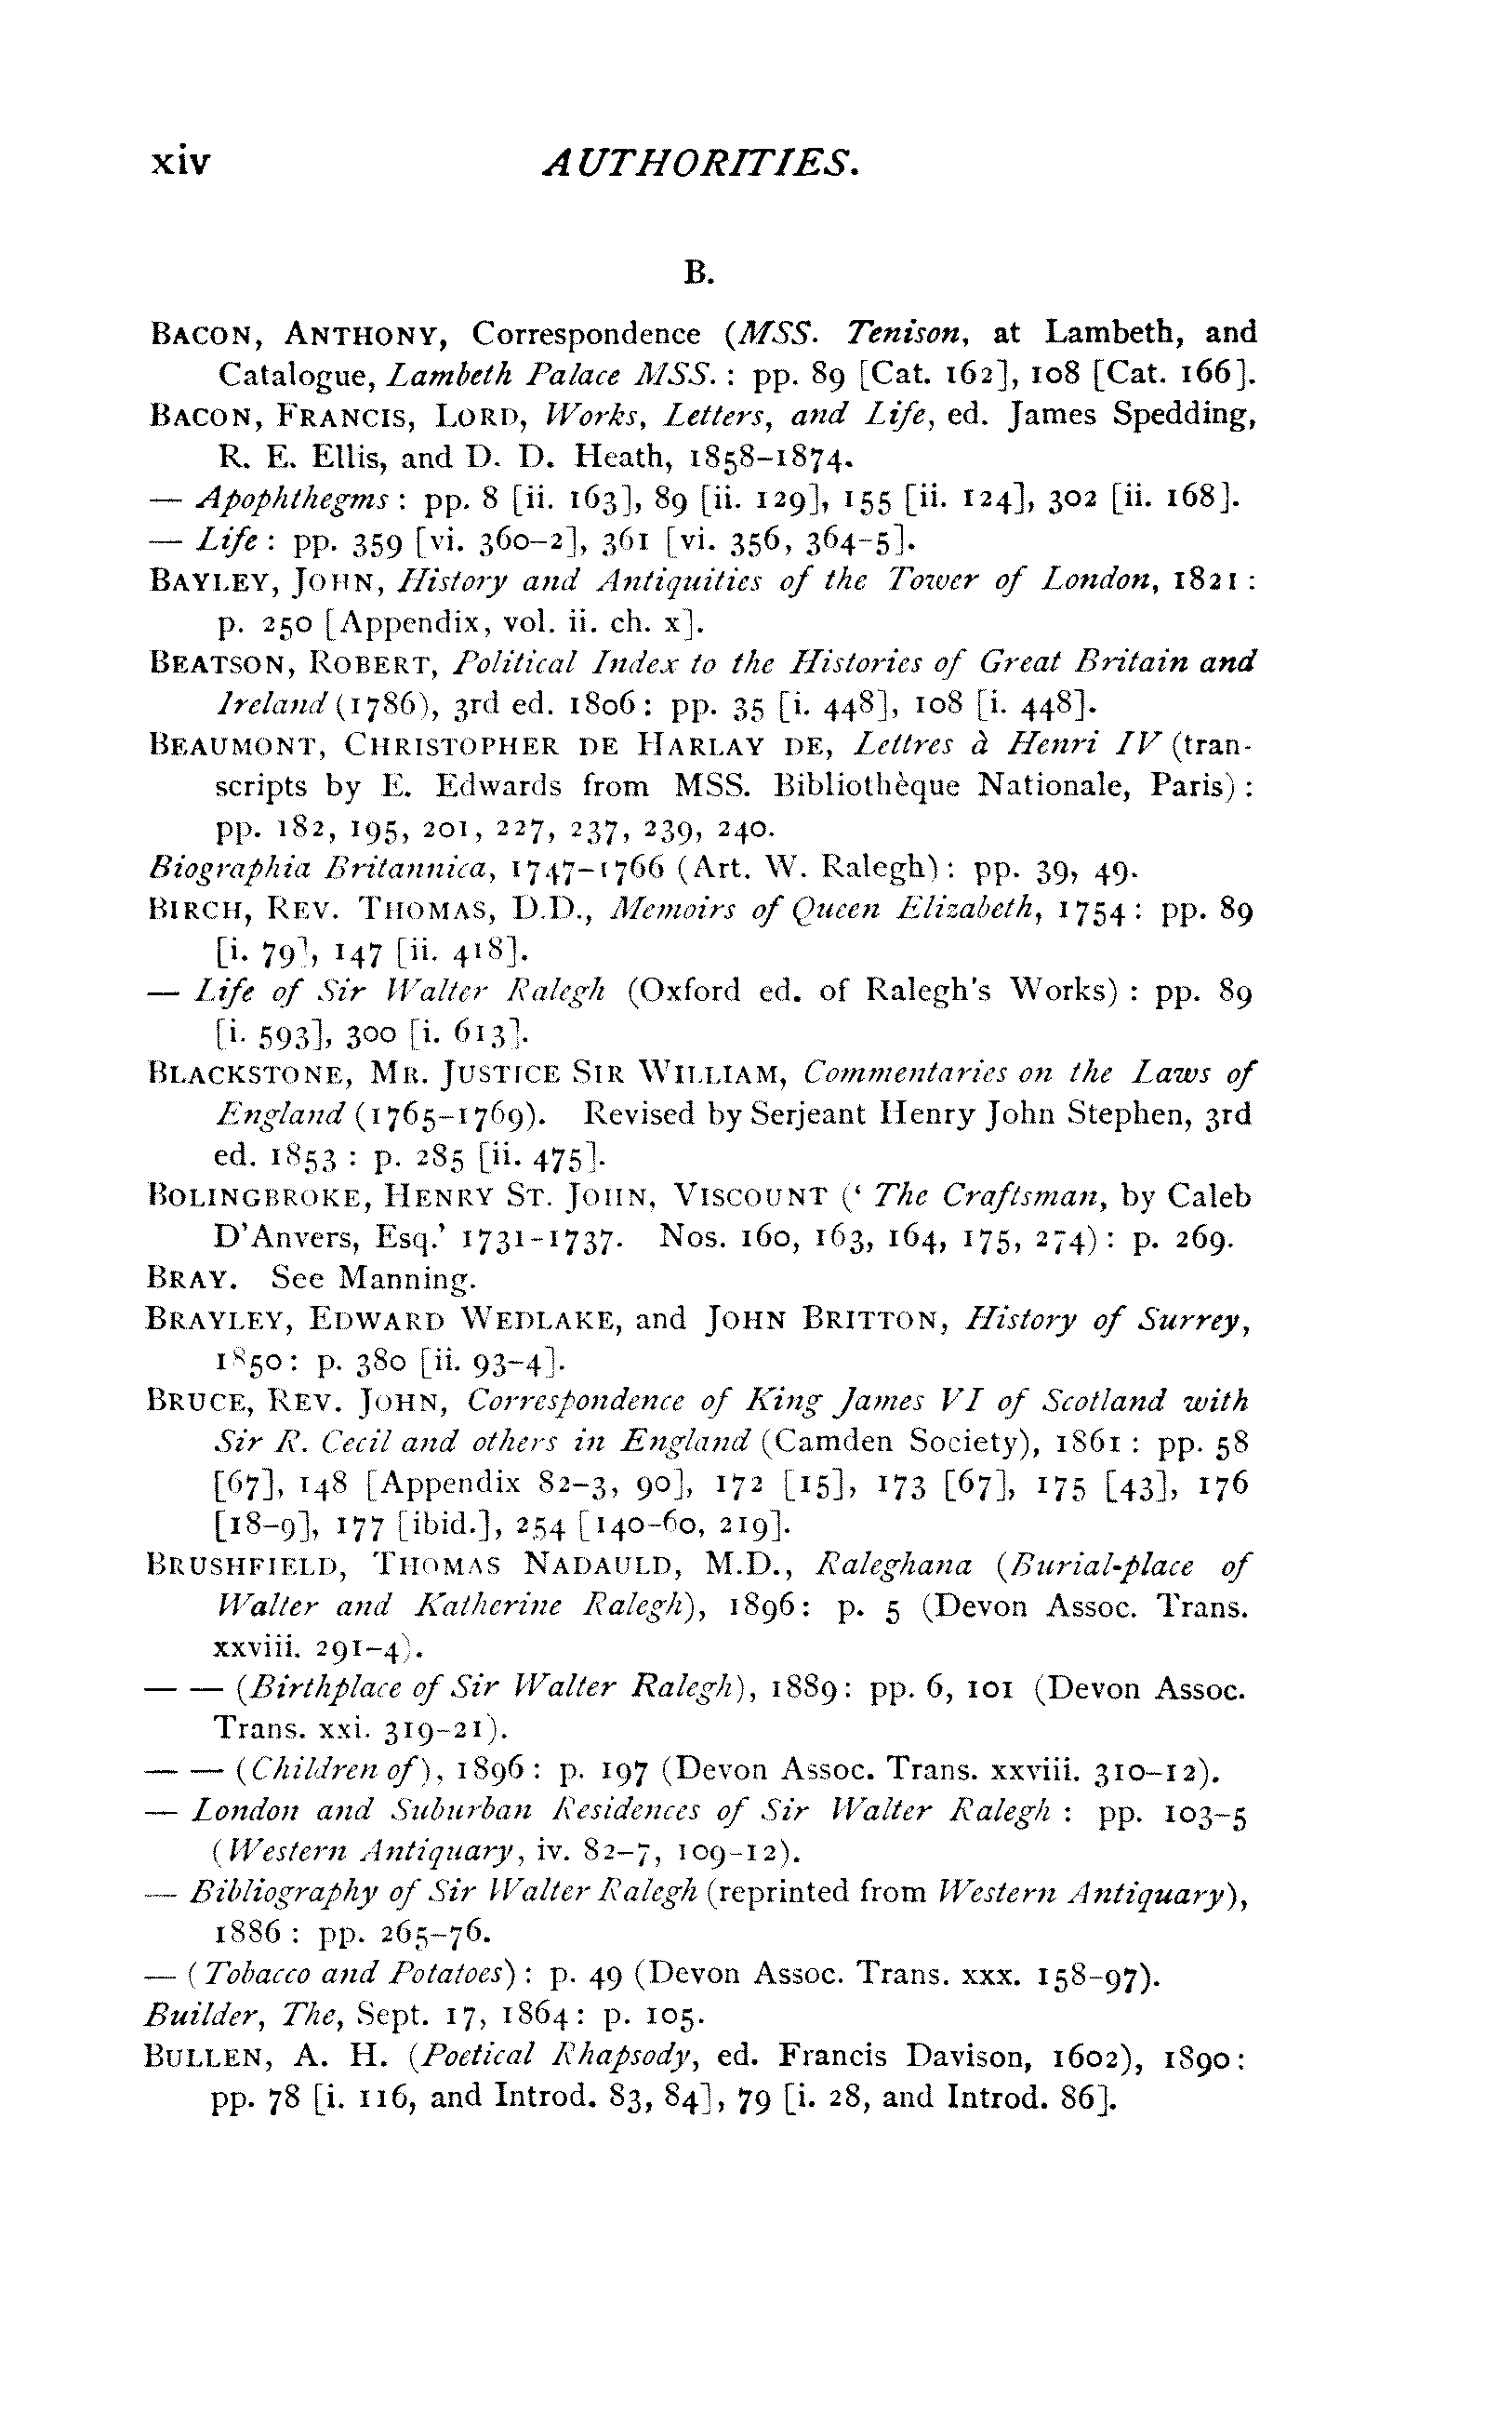 xiv AUTHORITIES.
B.
BACON, ANTHONY, Correspondence (MSS. Tenison, at Lambeth, and
Catalogue, Lambeth Palace MSS. : pp. 89 [Cat. 162], 108 [Cat. 166].
BACON, FRANCIS, LORD, Works, Letters, and Life, ed. James Spedding,
R. E. Ellis, and D. D. Heath, 1858–1874.
— Apophthegms : pp. 8 [ii. 163], 89 [ii. 129], 155 [ii. 124], 302 [ii. 168].
— Life : pp. 359 [vi. 360–2], 361 [vi. 356, 364–5].
BAYLEY, JOHN, History and Antiquities of the Tower of London, 1821 :
p. 250 [Appendix, vol. ii. ch. x].
BEATSON, ROBERT, Political Index to the Histories of Great Britain and
Ireland (1786), 3rd ed. 1806 : pp. 35 [i. 448], 108 [i. 448].
BEAUMONT, CHRISTOPHER DE HARLAY DE, Lettres à Henri IV (tran-
scripts by E. Edwards from MSS. Bibliothèque Nationale, Paris) :
pp. 182, 195, 201, 227, 237, 239, 240.
Biographia Britannica, 1747–1766 (Art. W. Ralegh) : pp. 39, 49.
BIRCH, REV. THOMAS, D.D., Memoirs of Queen Elizabeth, 1754 : pp. 89
[i. 79], 147 [ii. 418].
— Life of Sir Walter Ralegh (Oxford ed. of Ralegh's Works) : pp. 89
[i. 593], 300 [i. 613].
BLACKSTONE, MR. JUSTICE SIR WILLIAM, Commentaries on the Laws of
England (1765–1769). Revised by Serjeant Henry John Stephen, 3rd
ed. 1853 : p. 285 [ii. 475].
BOLINGBROKE, HENRY ST. JOHN, VISCOUNT (‘ The Craftsman, by Caleb
D'Anvers, Esq.’ 1731–1737. Nos. 160, 163, 164, 175, 274) : p. 269.
BRAY. See Manning.
BRAYLEY, EDWARD WEDLAKE, and JOHN BRITTON, History of Surrey,
1850 : p. 380 [ii. 93–4].
BRUCE, REV. JOHN, Correspondence of King James VI of Scotland with
Sir R. Cecil and others in England (Camden Society), 1861 : pp. 58
[67], 148 [Appendix 82–3, 90], 172 [15], 173 [67], 175 [43], 176
[18–9], 177 [ibid.], 254 [140–60, 219].
BRUSHFIELD, THOMAS NADAULD, M.D., Raleghana (Burial-place of
Walter and Katherine Ralegh), 1896 : p. 5 (Devon Assoc. Trans.
xxviii. 291–4).
— — (Birthplace of Sir Walter Ralegh), 1889 : pp. 6, 101 (Devon Assoc.
Trans. xxi. 319–21).
— — (Children of), 1896 : p. 197 (Devon Assoc. Trans. xxviii. 310–12).
— London and Suburban Residences of Sir Walter Ralegh : pp. 103–5
(Western Antiquary, iv. 82–7, 109–12).
— Bibliography of Sir Walter Ralegh (reprinted from Western Antiquary),
1886 : pp. 265–76.
— (Tobacco and Potatoes) : p. 49 (Devon Assoc. Trans. xxx. 158–97).
Builder, The, Sept. 17, 1864 : p. 105.
BULLEN, A. H. (Poetical Rhapsody, ed. Francis Davison, 1602), 1890 :
pp. 78 [i. 116, and Introd. 83, 84], 79 [i. 28, and Introd. 86].